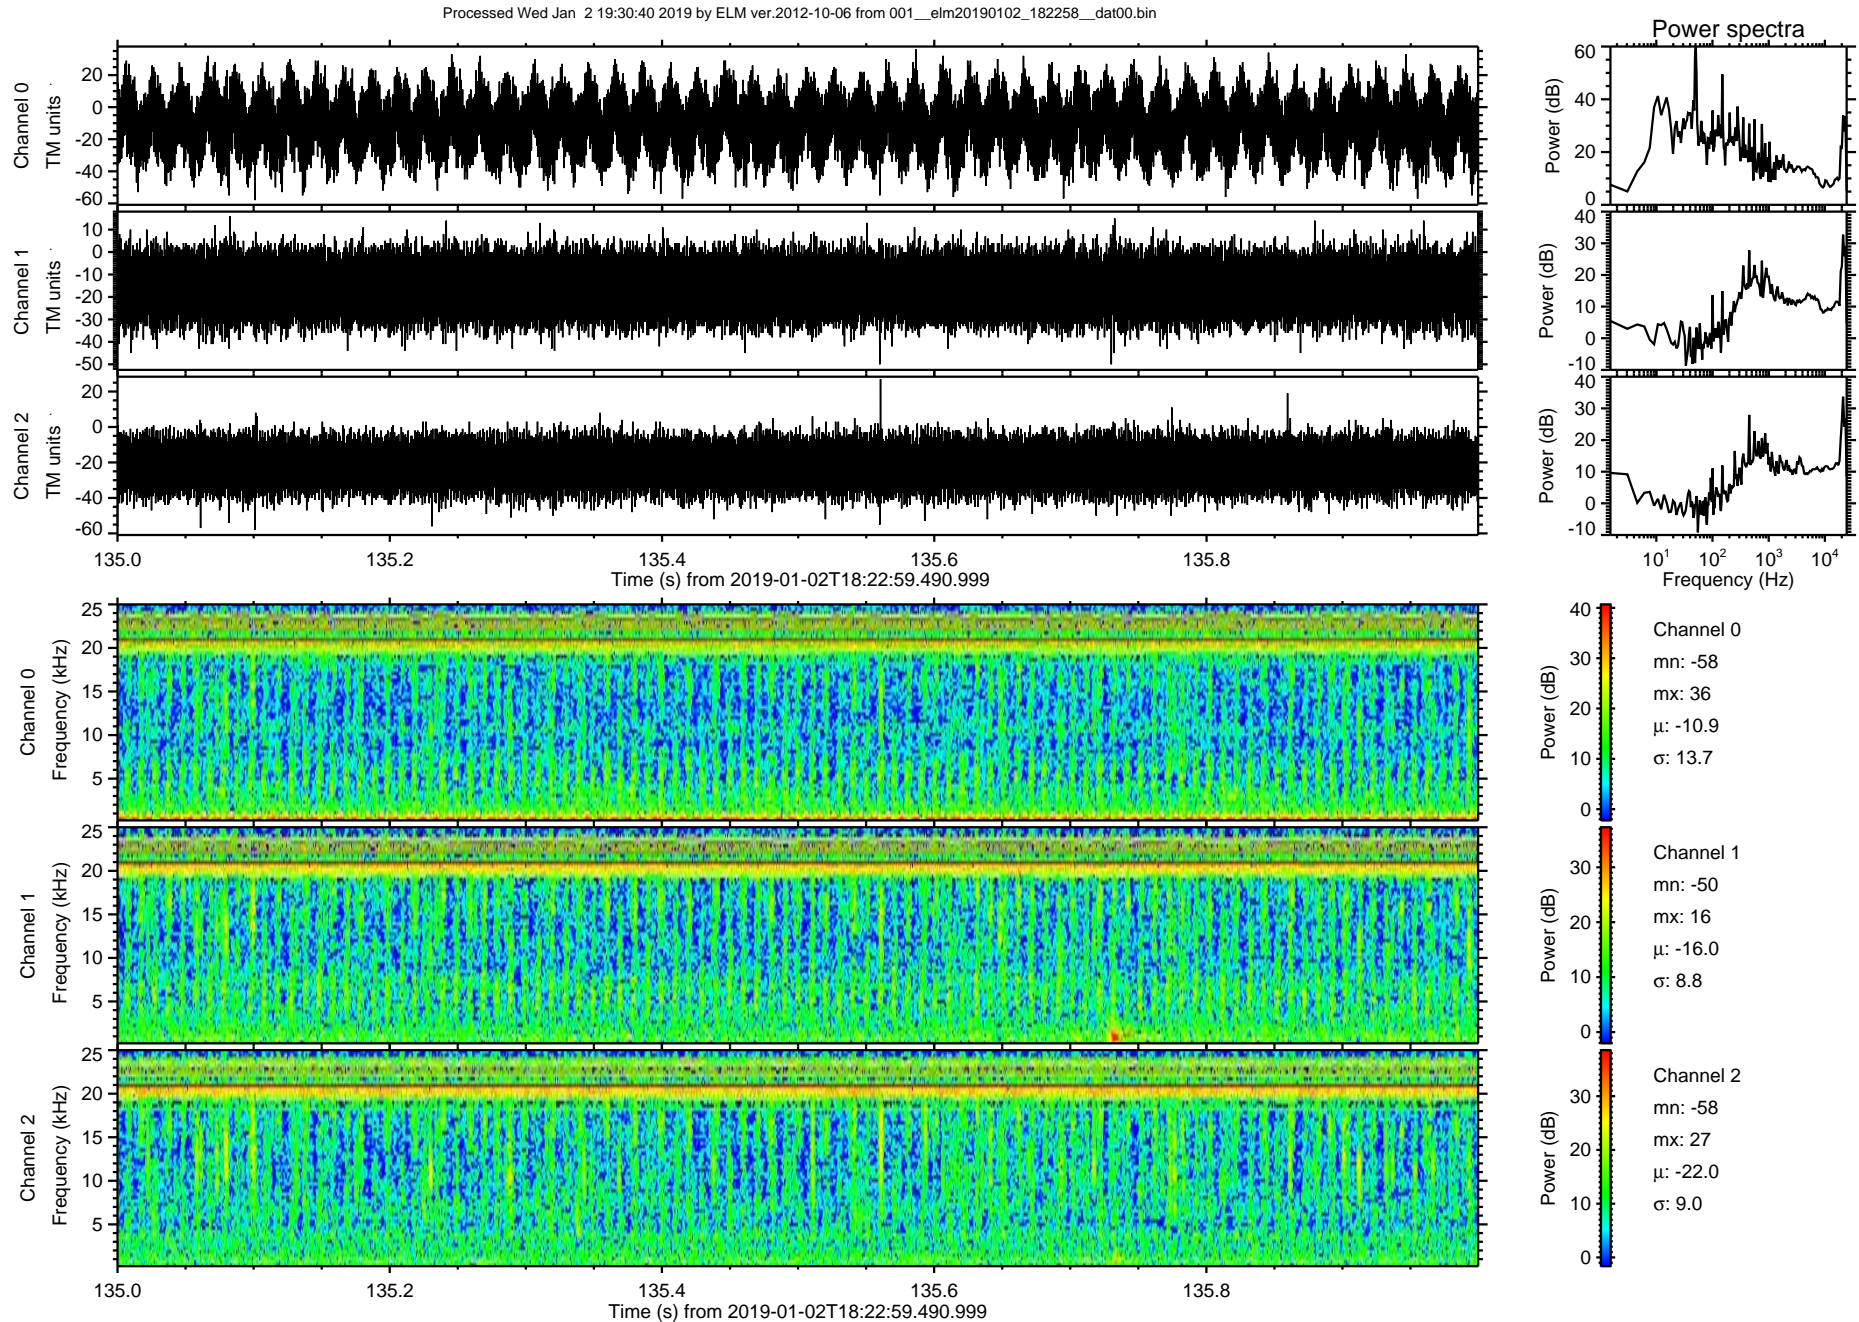 Processed Wed Jan 2 19:30:40 2019 by ELM ver.2012-10-06 from 001__elm20190102_182258__dat00.bin
Power spectra
Channel 0
TM units
20
0
-20
-40
-60
Power (dB)
60
40
20
0
Channel 1
TM units
10
0
-10
-20
-30
-40
-50
Power (dB)
40
30
20
10
0
-10
Channel 2
TM units
20
0
-20
-40
-60
Power (dB)
40
30
20
10
0
-10
135.0 135.2 135.4 135.6 135.8
Time (s) from 2019-01-02T18:22:59.490.999
10^1 10^2 10^3 10^4
Frequency (Hz)
Channel 0
Frequency (kHz)
25
20
15
10
5
Power (dB)
40
30
20
10
0
Channel 0
mn: -58
mx: 36
μ: -10.9
σ: 13.7
Channel 1
Frequency (kHz)
25
20
15
10
5
Power (dB)
30
20
10
0
Channel 1
mn: -50
mx: 16
μ: -16.0
σ: 8.8
Channel 2
Frequency (kHz)
25
20
15
10
5
Power (dB)
30
20
10
0
Channel 2
mn: -58
mx: 27
μ: -22.0
σ: 9.0
135.0 135.2 135.4 135.6 135.8
Time (s) from 2019-01-02T18:22:59.490.999